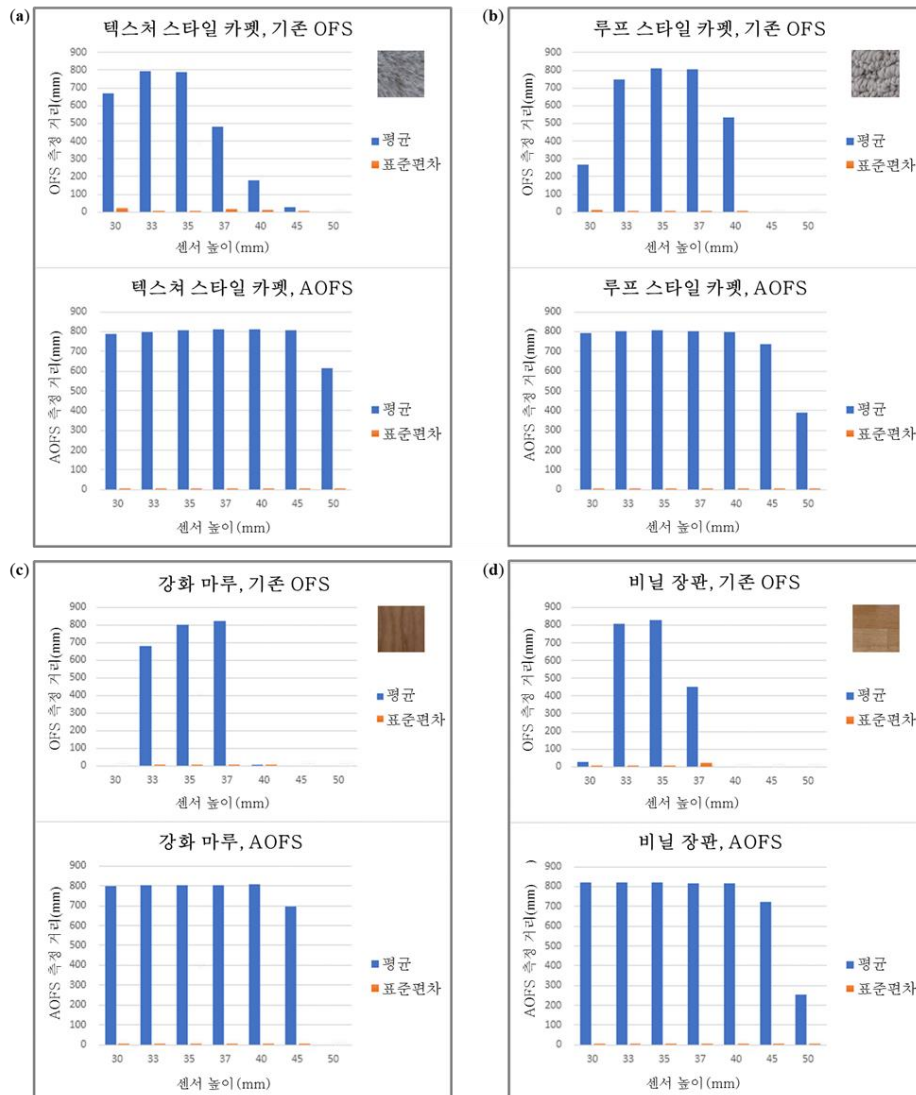 (a)
텍스처 스타일 카펫, 기존 OFS
OFS 측정 거리(mm)
900
800
700
600
500
400
300
200
100
0
30 33 35 37 40 45 50
센서 높이(mm)
평균
표준편차
텍스쳐 스타일 카펫, AOFS
AOFS 측정 거리(mm)
900
800
700
600
500
400
300
200
100
0
30 33 35 37 40 45 50
센서 높이(mm)
평균
표준편차
(b)
루프 스타일 카펫, 기존 OFS
OFS 측정 거리(mm)
900
800
700
600
500
400
300
200
100
0
30 33 35 37 40 45 50
센서 높이(mm)
평균
표준편차
루프 스타일 카펫, AOFS
AOFS 측정 거리(mm)
900
800
700
600
500
400
300
200
100
0
30 33 35 37 40 45 50
센서 높이(mm)
평균
표준편차
(c)
강화 마루, 기존 OFS
OFS 측정 거리(mm)
900
800
700
600
500
400
300
200
100
0
30 33 35 37 40 45 50
센서 높이(mm)
평균
표준편차
강화 마루, AOFS
AOFS 측정 거리(mm)
900
800
700
600
500
400
300
200
100
0
30 33 35 37 40 45 50
센서 높이(mm)
평균
표준편차
(d)
비닐 장판, 기존 OFS
OFS 측정 거리(mm)
900
800
700
600
500
400
300
200
100
0
30 33 35 37 40 45 50
센서 높이(mm)
평균
표준편차
비닐 장판, AOFS
AOFS 측정 거리(mm) )
900
800
700
600
500
400
300
200
100
0
30 33 35 37 40 45 50
센서 높이(mm)
평균
표준편차